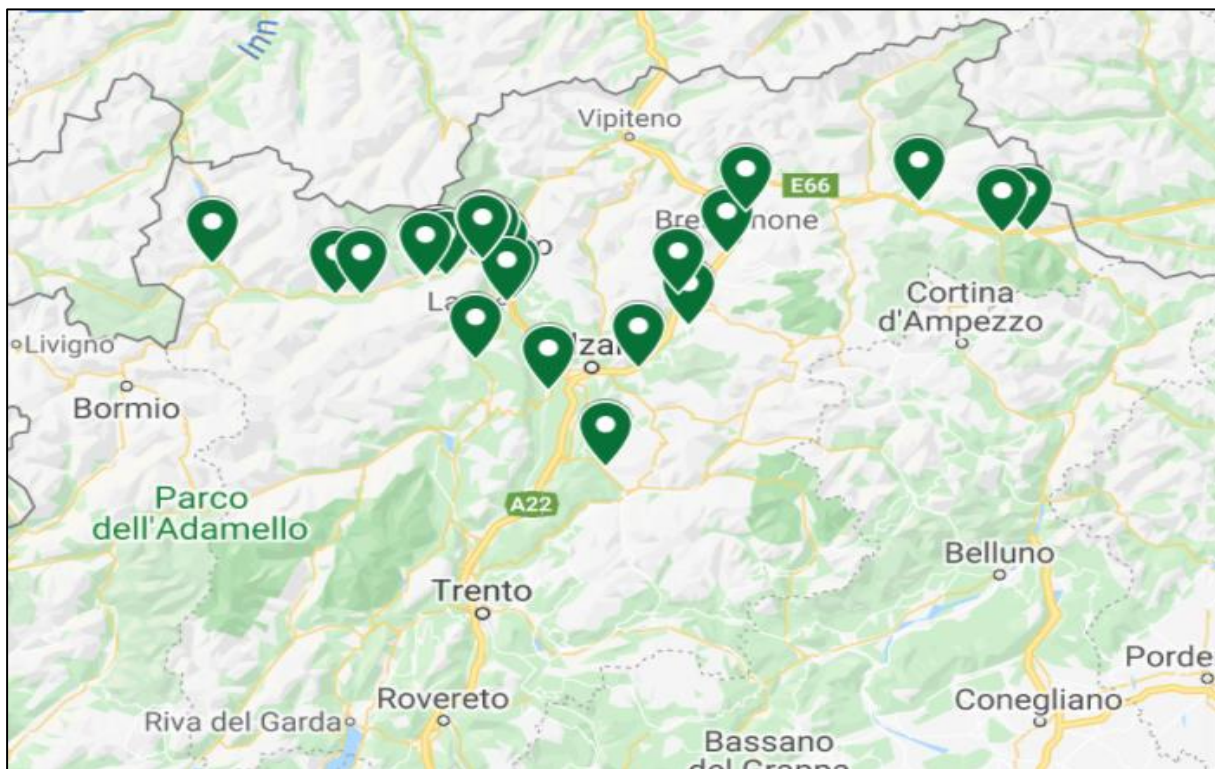 Inn
Vipiteno
E66
Livigno
Bormio
Cortina
d'Ampezzo
Parco
dell'Adamello
A22
Belluno
Trento
Porde
Rovereto
Conegliano
Riva del Garda
Bassano